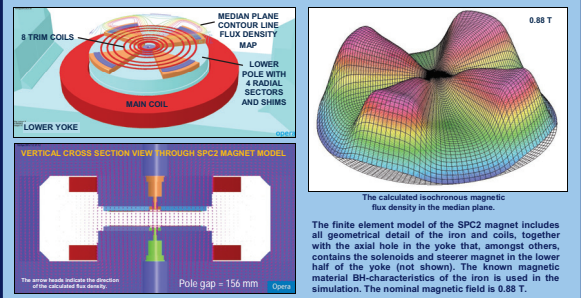 MEDIAN PLANE
CONTOUR LINE
FLUX DENSITY
MAP
8 TRIM COILS
LOWER
POLE WITH
4 RADIAL
SECTORS
AND SHIMS
MAIN COIL
LOWER YOKE
opera
VERTICAL CROSS SECTION VIEW THROUGH SPC2 MAGNET MODEL
The arrow heads indicate the direction
of the calculated flux density.
Pole gap = 156 mm
Opera
0.88 T
The calculated isochronous magnetic
flux density in the median plane.
The finite element model of the SPC2 magnet includes
all geometrical detail of the iron and coils, together
with the axial hole in the yoke that, amongst others,
contains the solenoids and steerer magnet in the lower
half of the yoke (not shown). The known magnetic
material BH-characteristics of the iron is used in the
simulation. The nominal magnetic field is 0.88 T.